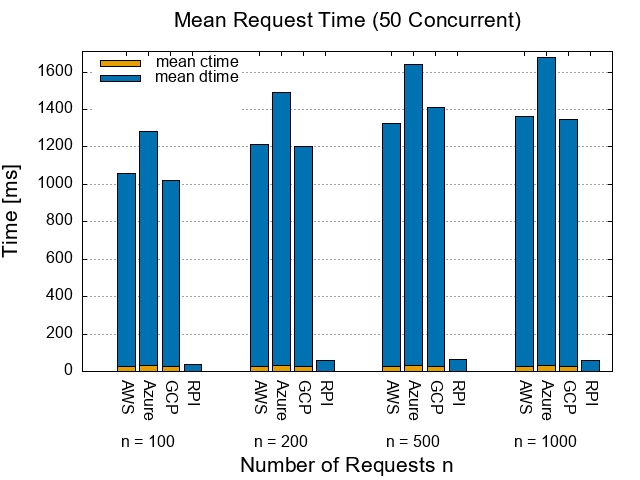 Mean Request Time (50 Concurrent)
mean ctime
mean dtime
1600
1400
1200
1000
800
600
400
200
0
Time [ms]
AWS Azure GCP RPI AWS Azure GCP RPI AWS Azure GCP RPI AWS Azure GCP RPI
n = 100 n = 200 n = 500 n = 1000
Number of Requests n